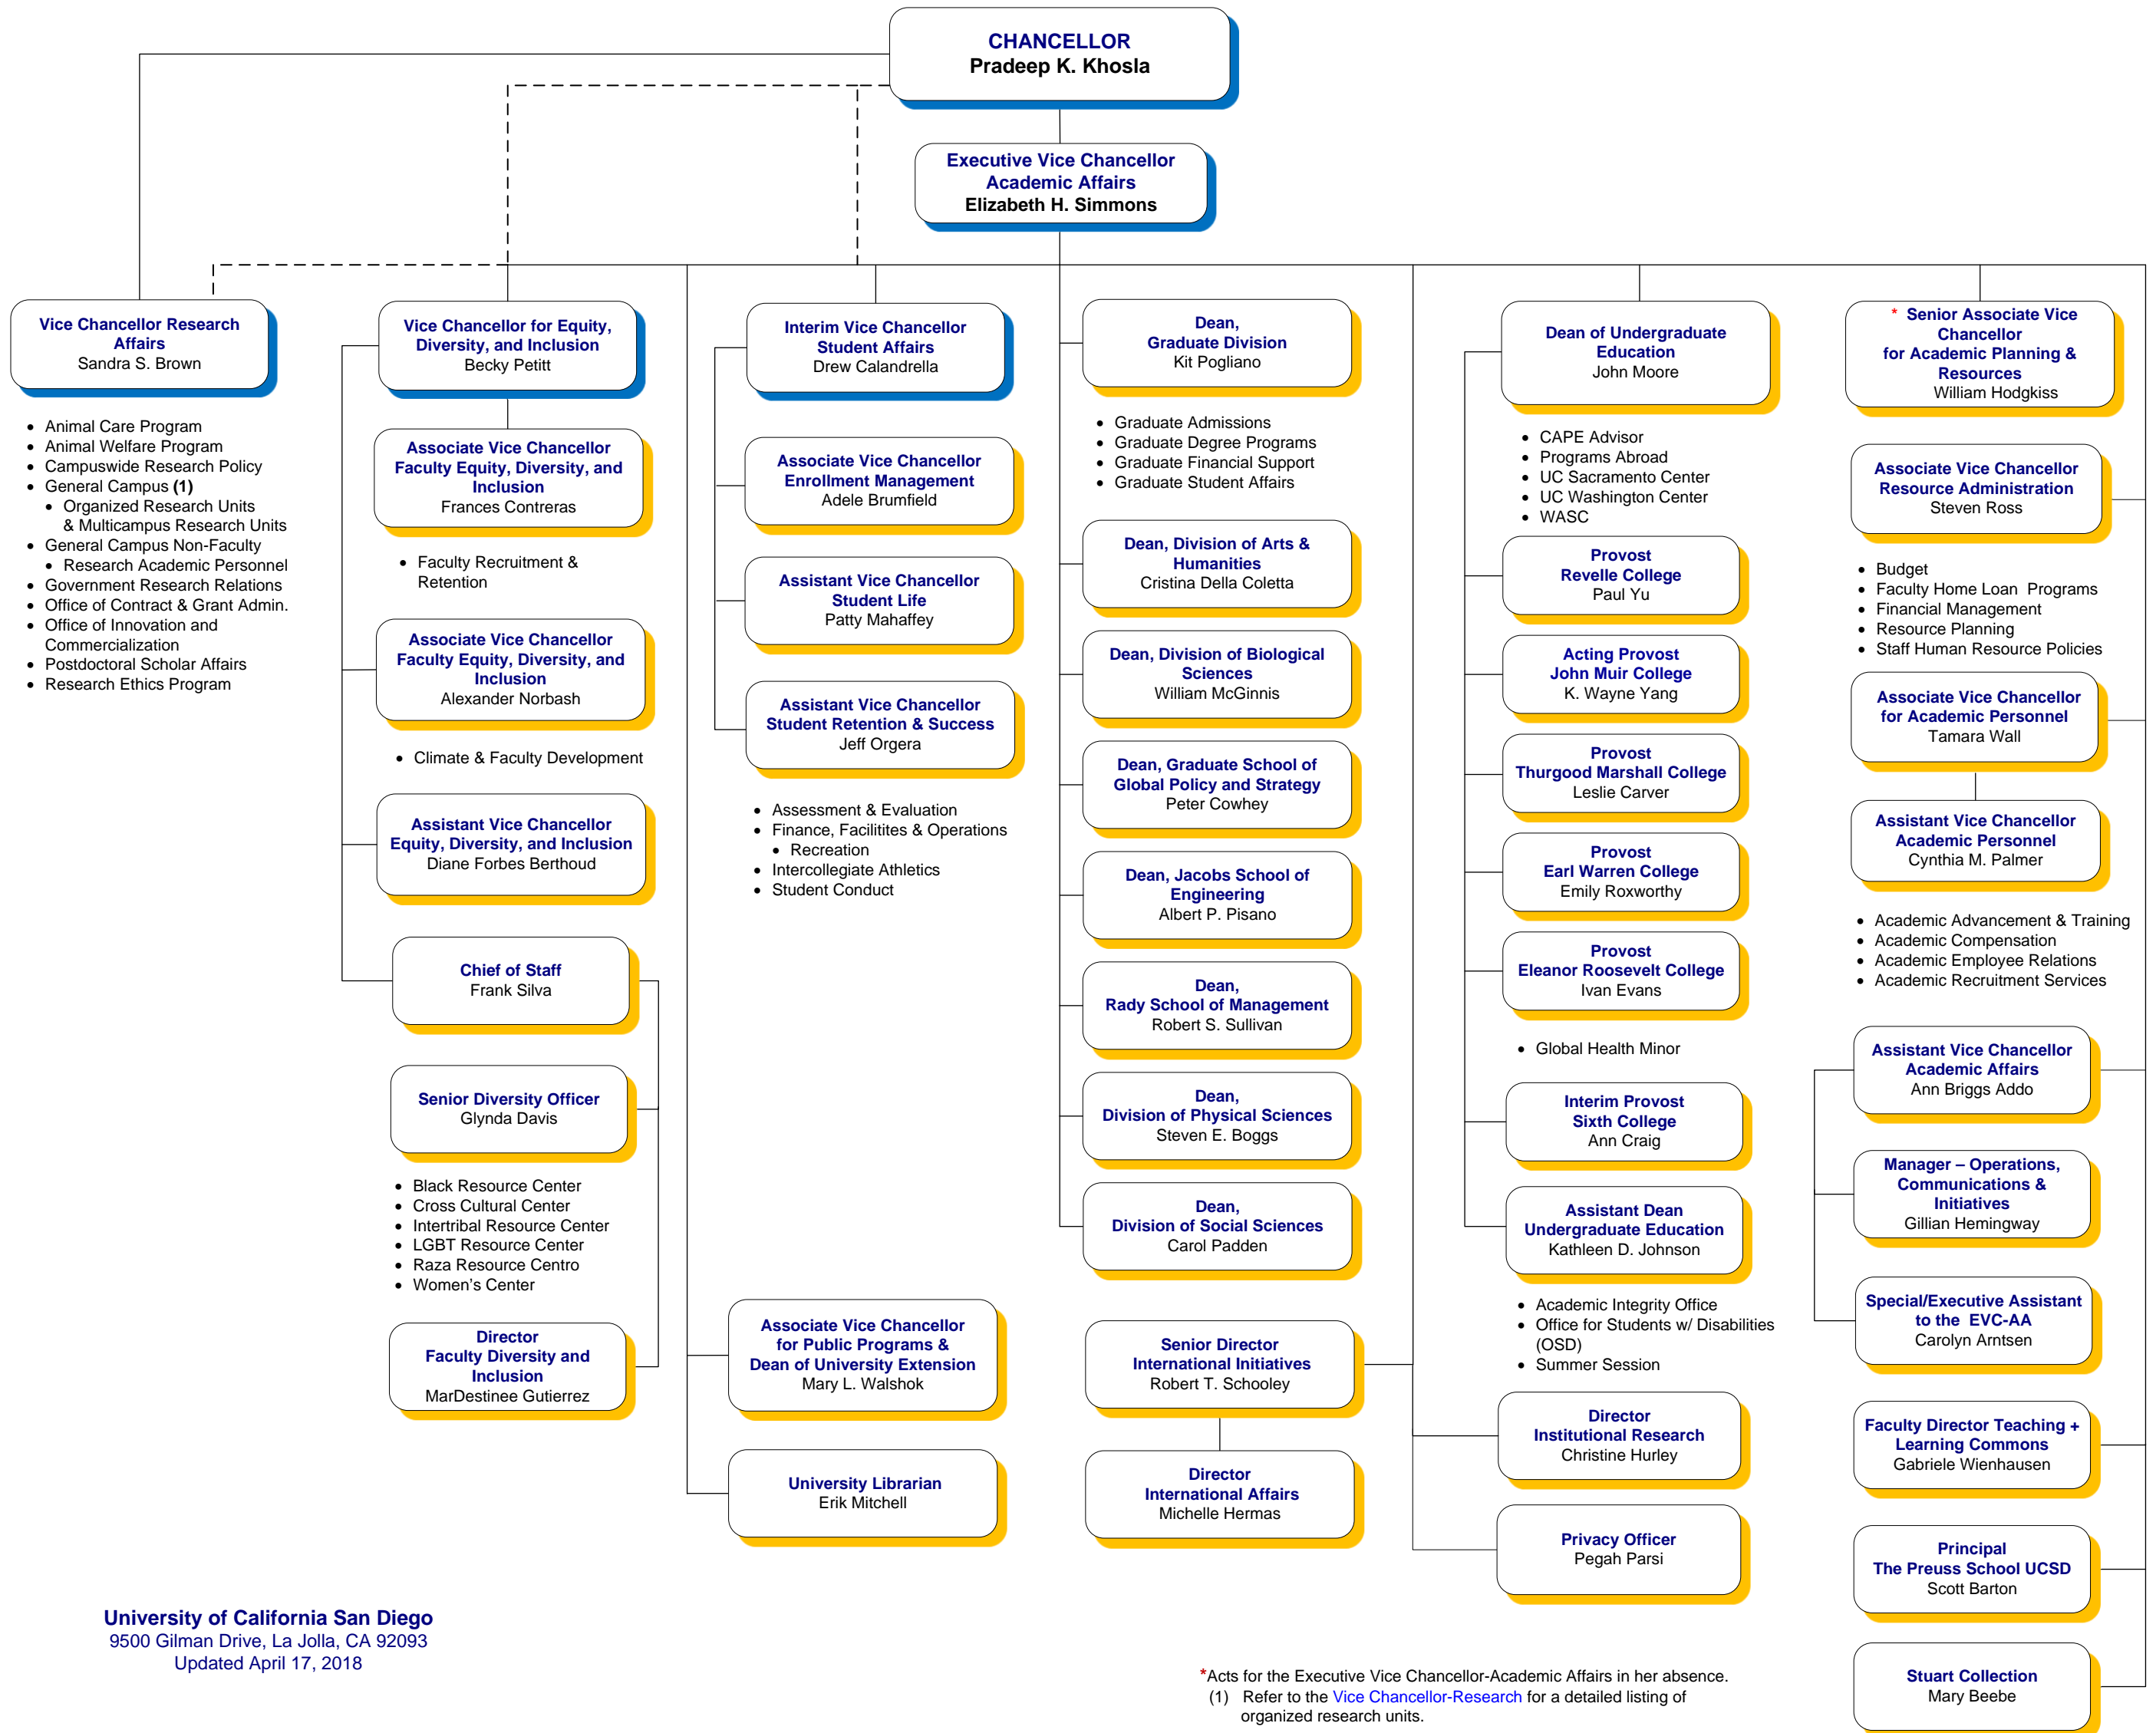 CHANCELLOR
Pradeep K. Khosla
Executive Vice Chancellor
Academic Affairs
Elizabeth H. Simmons
Vice Chancellor Research
Affairs
Sandra S. Brown
• Animal Care Program
• Animal Welfare Program
• Campuswide Research Policy
• General Campus (1)
• Organized Research Units
& Multicampus Research Units
• General Campus Non-Faculty
• Research Academic Personnel
• Government Research Relations
• Office of Contract & Grant Admin.
• Office of Innovation and
Commercialization
• Postdoctoral Scholar Affairs
• Research Ethics Program
Vice Chancellor for Equity,
Diversity, and Inclusion
Becky Petitt
Associate Vice Chancellor
Faculty Equity, Diversity, and
Inclusion
Frances Contreras
• Faculty Recruitment &
Retention
Associate Vice Chancellor
Faculty Equity, Diversity, and
Inclusion
Alexander Norbash
• Climate & Faculty Development
Assistant Vice Chancellor
Equity, Diversity, and Inclusion
Diane Forbes Berthoud
Chief of Staff
Frank Silva
Senior Diversity Officer
Glynda Davis
• Black Resource Center
• Cross Cultural Center
• Intertribal Resource Center
• LGBT Resource Center
• Raza Resource Centro
• Women's Center
Director
Faculty Diversity and
Inclusion
MarDestinee Gutierrez
Interim Vice Chancellor
Student Affairs
Drew Calandrella
Associate Vice Chancellor
Enrollment Management
Adele Brumfield
Assistant Vice Chancellor
Student Life
Patty Mahaffey
Assistant Vice Chancellor
Student Retention & Success
Jeff Orgera
• Assessment & Evaluation
• Finance, Facilitites & Operations
• Recreation
• Intercollegiate Athletics
• Student Conduct
Associate Vice Chancellor
for Public Programs &
Dean of University Extension
Mary L. Walshok
University Librarian
Erik Mitchell
Dean,
Graduate Division
Kit Pogliano
• Graduate Admissions
• Graduate Degree Programs
• Graduate Financial Support
• Graduate Student Affairs
Dean, Division of Arts &
Humanities
Cristina Della Coletta
Dean, Division of Biological
Sciences
William McGinnis
Dean, Graduate School of
Global Policy and Strategy
Peter Cowhey
Dean, Jacobs School of
Engineering
Albert P. Pisano
Dean,
Rady School of Management
Robert S. Sullivan
Dean,
Division of Physical Sciences
Steven E. Boggs
Dean,
Division of Social Sciences
Carol Padden
Senior Director
International Initiatives
Robert T. Schooley
Director
International Affairs
Michelle Hermas
Dean of Undergraduate
Education
John Moore
• CAPE Advisor
• Programs Abroad
• UC Sacramento Center
• UC Washington Center
• WASC
Provost
Revelle College
Paul Yu
Acting Provost
John Muir College
K. Wayne Yang
Provost
Thurgood Marshall College
Leslie Carver
Provost
Earl Warren College
Emily Roxworthy
Provost
Eleanor Roosevelt College
Ivan Evans
• Global Health Minor
Interim Provost
Sixth College
Ann Craig
Assistant Dean
Undergraduate Education
Kathleen D. Johnson
• Academic Integrity Office
• Office for Students w/ Disabilities
(OSD)
• Summer Session
Director
Institutional Research
Christine Hurley
Privacy Officer
Pegah Parsi
* Senior Associate Vice
Chancellor
for Academic Planning &
Resources
William Hodgkiss
Associate Vice Chancellor
Resource Administration
Steven Ross
• Budget
• Faculty Home Loan Programs
• Financial Management
• Resource Planning
• Staff Human Resource Policies
Associate Vice Chancellor
for Academic Personnel
Tamara Wall
Assistant Vice Chancellor
Academic Personnel
Cynthia M. Palmer
• Academic Advancement & Training
• Academic Compensation
• Academic Employee Relations
• Academic Recruitment Services
Assistant Vice Chancellor
Academic Affairs
Ann Briggs Addo
Manager – Operations,
Communications &
Initiatives
Gillian Hemingway
Special/Executive Assistant
to the EVC-AA
Carolyn Arntsen
Faculty Director Teaching +
Learning Commons
Gabriele Wienhausen
Principal
The Preuss School UCSD
Scott Barton
Stuart Collection
Mary Beebe
University of California San Diego
9500 Gilman Drive, La Jolla, CA 92093
Updated April 17, 2018
*Acts for the Executive Vice Chancellor-Academic Affairs in her absence.
(1) Refer to the Vice Chancellor-Research for a detailed listing of
organized research units.